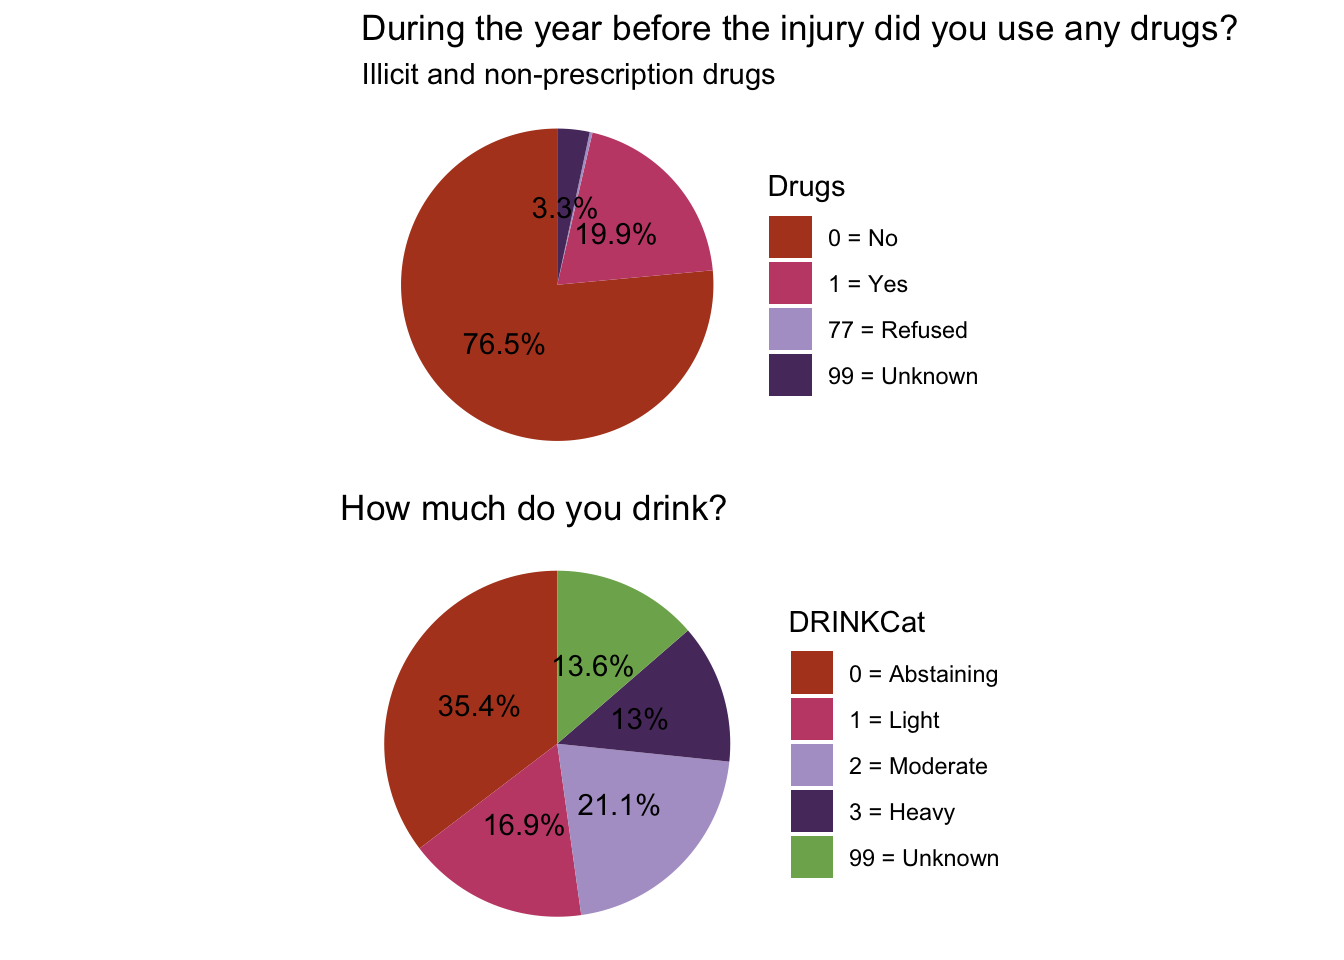 During the year before the injury did you use any drugs?
Illicit and non-prescription drugs
3.3%
19.9%
76.5%
Drugs
0 = No
1 = Yes
77 = Refused
99 = Unknown
How much do you drink?
13.6%
35.4%
13%
21.1%
16.9%
DRINKCat
0 = Abstaining
1 = Light
2 = Moderate
3 = Heavy
99 = Unknown